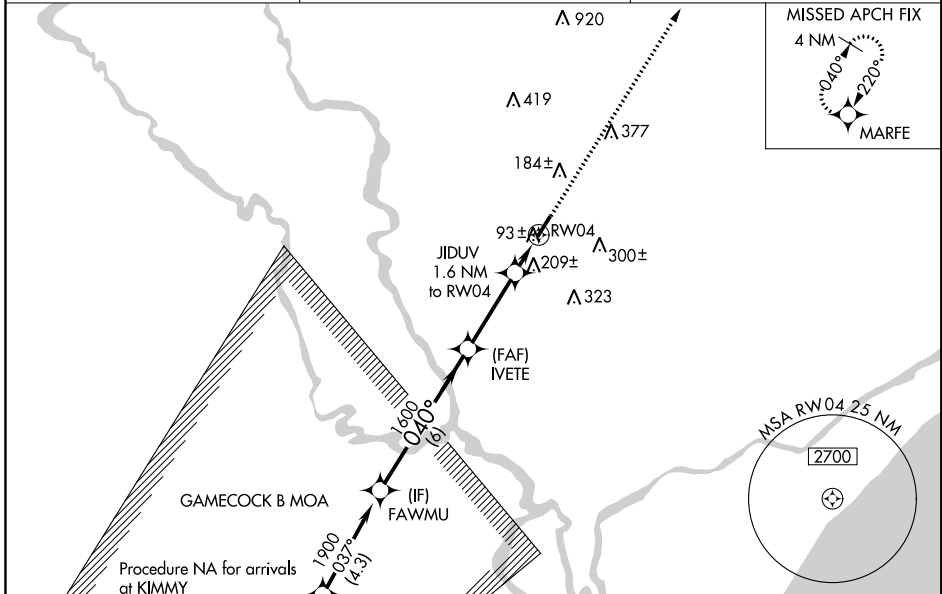 MISSED APCH FIX
4 NM
040°
220°
MARFE
920
419
377
184±
93±
RW04
209±
300±
323
JIDUV
1.6 NM
to RW04
(FAF)
IVETE
1600
040°
(6)
MSA RW04 25 NM
2700
GAMECOCK B MOA
(IF)
FAWMU
1900
037°
(4.3)
Procedure NA for arrivals
at KIMMY